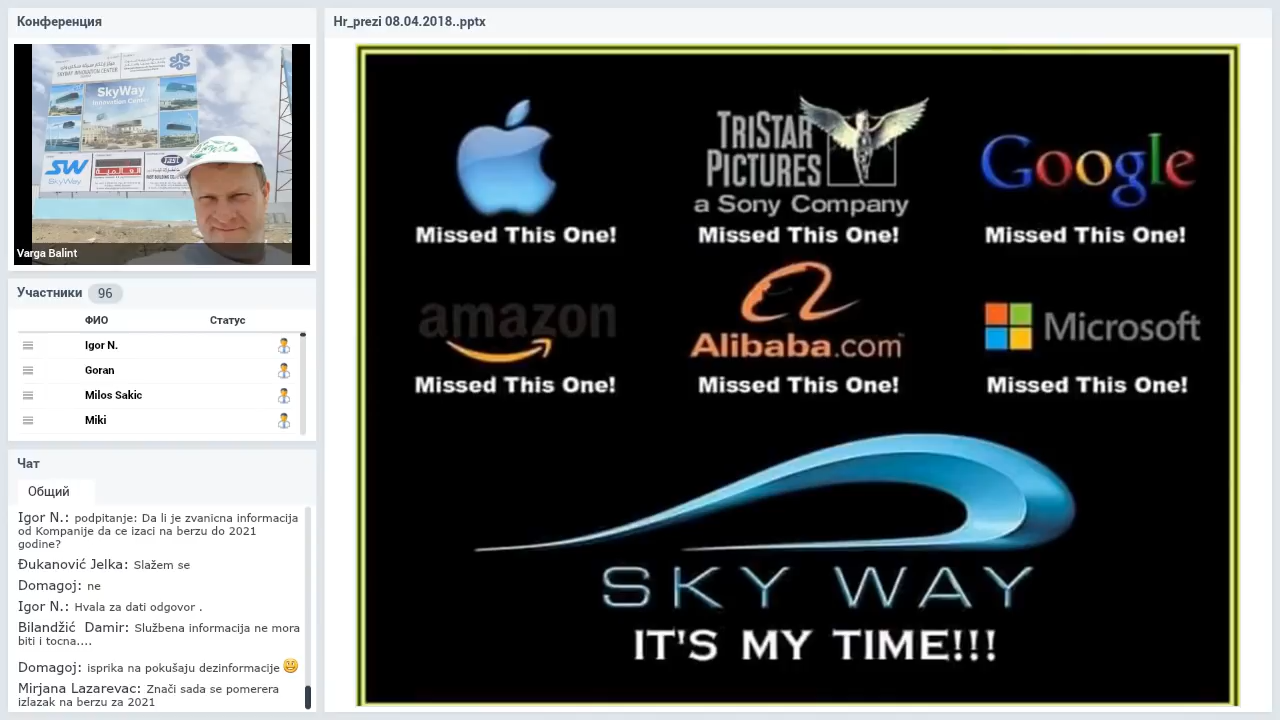 Конференция
SkyWay
Innovation Center
SW
SkyWay
Varga Balint
Участники 96
ФИО Статус
Igor N.
Goran
Milos Sakic
Miki
Чат
Общий
Igor N.: podpitanje: Da li je zvanicna informacija
od Kompanije da ce izaci na berzu do 2021
godine?
Đukanović Jelka: Slažem se
Domagoj: ne
Igor N.: Hvala za dati odgovor .
Bilandžić Damir: Službena informacija ne mora
biti i tocna....
Domagoj: isprika na pokušaju dezinformacije
Mirjana Lazarevac: Znači sada se pomerera
izlazak na berzu za 2021
Hr_prezi 08.04.2018..pptx
TRISTAR
PICTURES
a Sony Company
Google
Missed This One! Missed This One! Missed This One!
amazon
Alibaba.com
Microsoft
Missed This One! Missed This One! Missed This One!
SKY WAY
IT'S MY TIME!!!